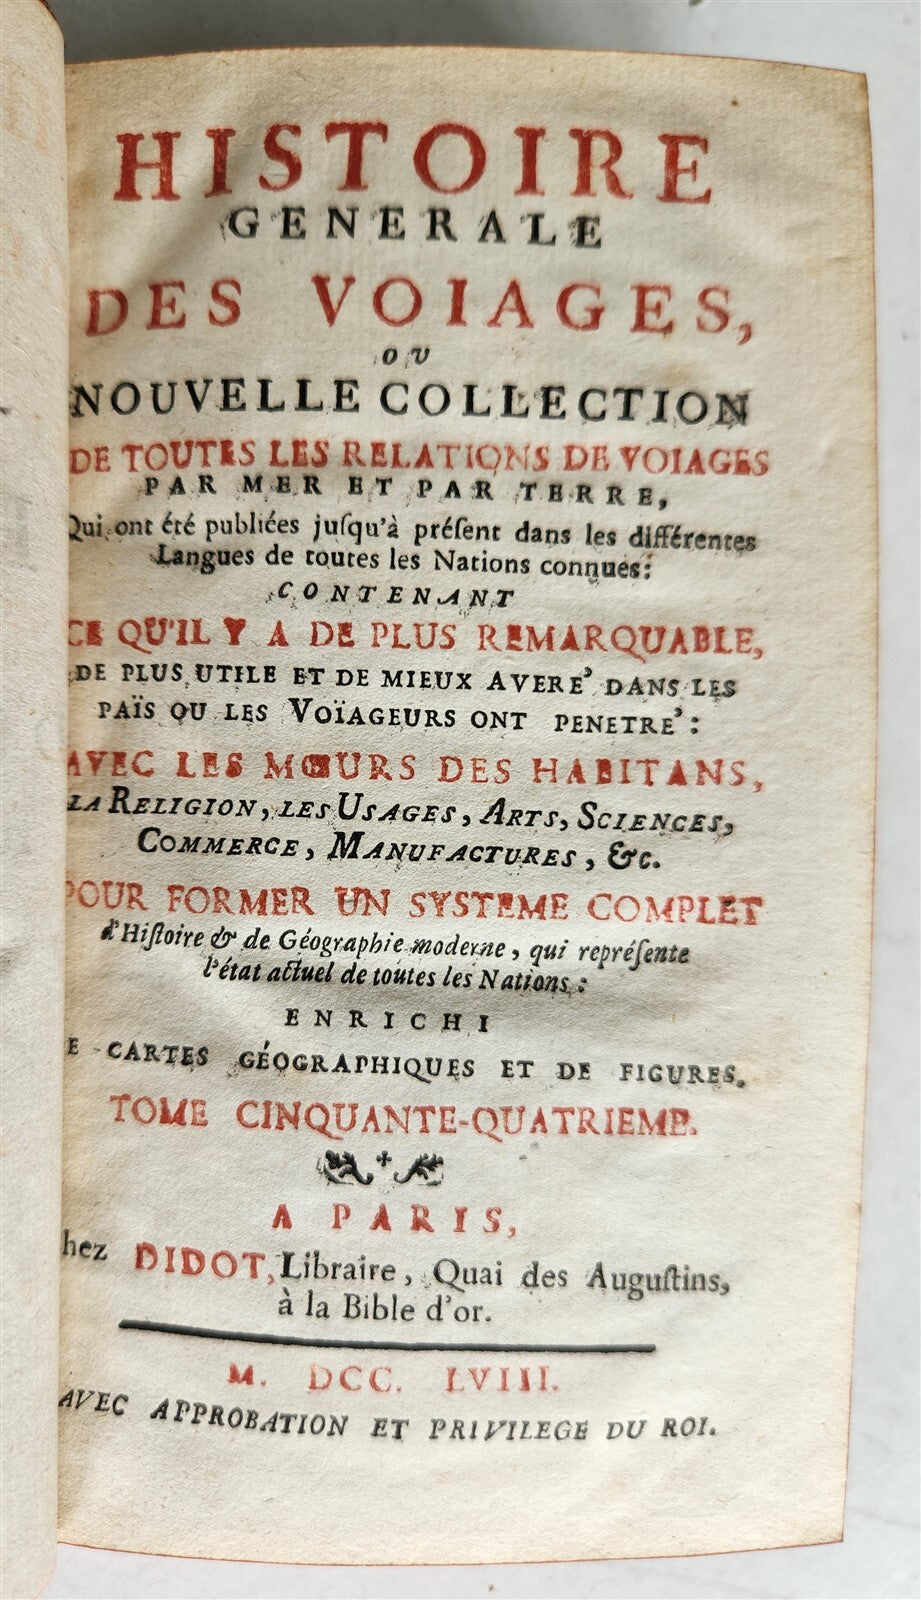 HISTOIRE
GENERALE
DES VOIAGES,
OU
NOUVELLE COLLECTION
DE TOUTES LES RELATIONS DE VOIAGES
PAR MER ET PAR TERRE,
Qui ont été publiées juſqu'à préſent dans les différentes
Langues de toutes les Nations connues:
CONTENANT
CE QU'IL Y A DE PLUS REMARQUABLE,
DE PLUS UTILE ET DE MIEUX AVERE' DANS LES
PAÏS OU LES VOÏAGEURS ONT PENETRE':
AVEC LES MŒURS DES HABITANS,
LA RELIGION, LES USAGES, ARTS, SCIENCES,
COMMERCE, MANUFACTURES, &c.
POUR FORMER UN SYSTEME COMPLET
d'Hiſtoire & de Géographie moderne, qui repréſente
l'état actuel de toutes les Nations:
ENRICHI
E CARTES GÉOGRAPHIQUES ET DE FIGURES.
TOME CINQUANTE-QUATRIEME.
A PARIS,
hez DIDOT, Libraire, Quai des Auguſtins,
à la Bible d'or.
M. DCC. LVIII.
AVEC APPROBATION ET PRIVILEGE DU ROI.